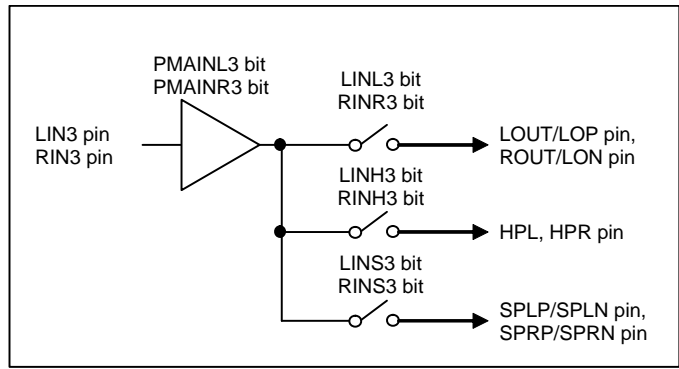 PMAINL3 bit
PMAINR3 bit
LINL3 bit
RINR3 bit
LIN3 pin
RIN3 pin
LOUT/LOP pin,
ROUT/LON pin
LINH3 bit
RINH3 bit
HPL, HPR pin
LINS3 bit
RINS3 bit
SPLP/SPLN pin,
SPRP/SPRN pin